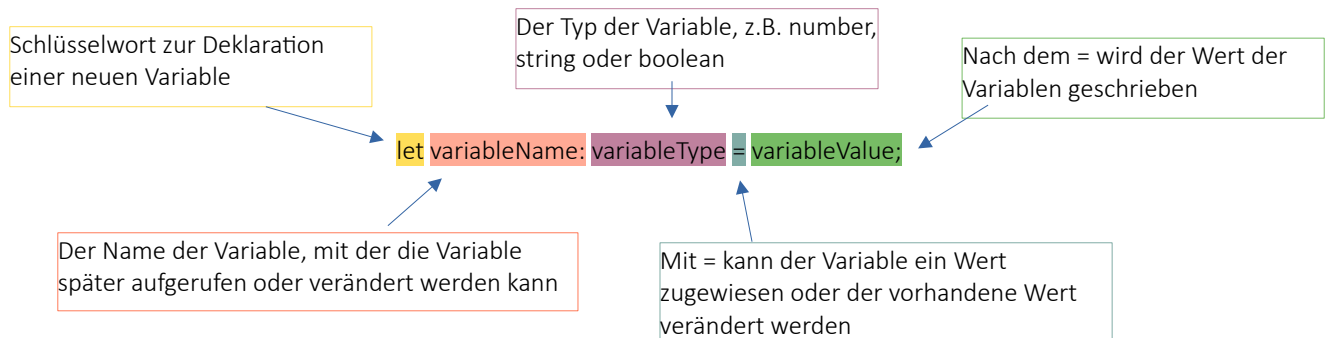 Schlüsselwort zur Deklaration
einer neuen Variable
Der Typ der Variable, z.B. number,
string oder boolean
Nach dem = wird der Wert der
Variablen geschrieben
let variableName: variableType = variableValue;
Der Name der Variable, mit der die Variable
später aufgerufen oder verändert werden kann
Mit = kann der Variable ein Wert
zugewiesen oder der vorhandene Wert
verändert werden